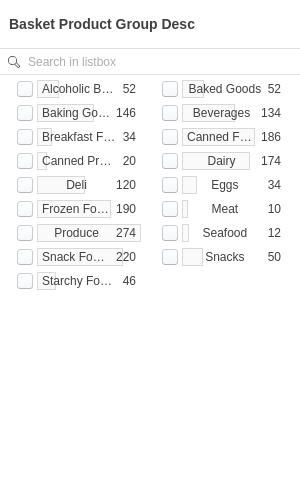 Basket Product Group Desc
Search in listbox
Alcoholic B… 52 Baked Goods 52
Baking Go… 146 Beverages 134
Breakfast F… 34 Canned F… 186
Canned Pr… 20 Dairy 174
Deli 120 Eggs 34
Frozen Fo… 190 Meat 10
Produce 274 Seafood 12
Snack Fo… 220 Snacks 50
Starchy Fo… 46